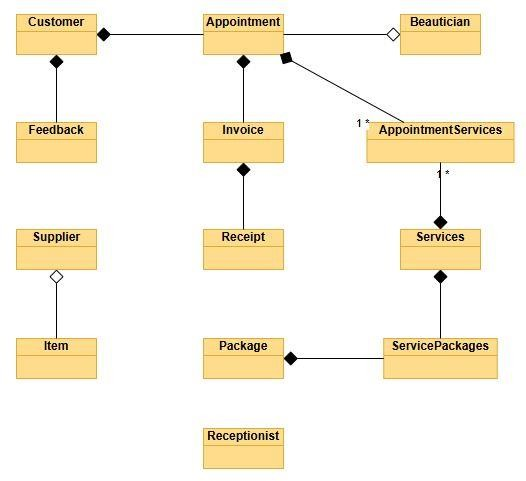 Customer
Appointment
Beautician
Feedback
Invoice
1 *
AppointmentServices
1 *
Supplier
Receipt
Services
Item
Package
ServicePackages
Receptionist